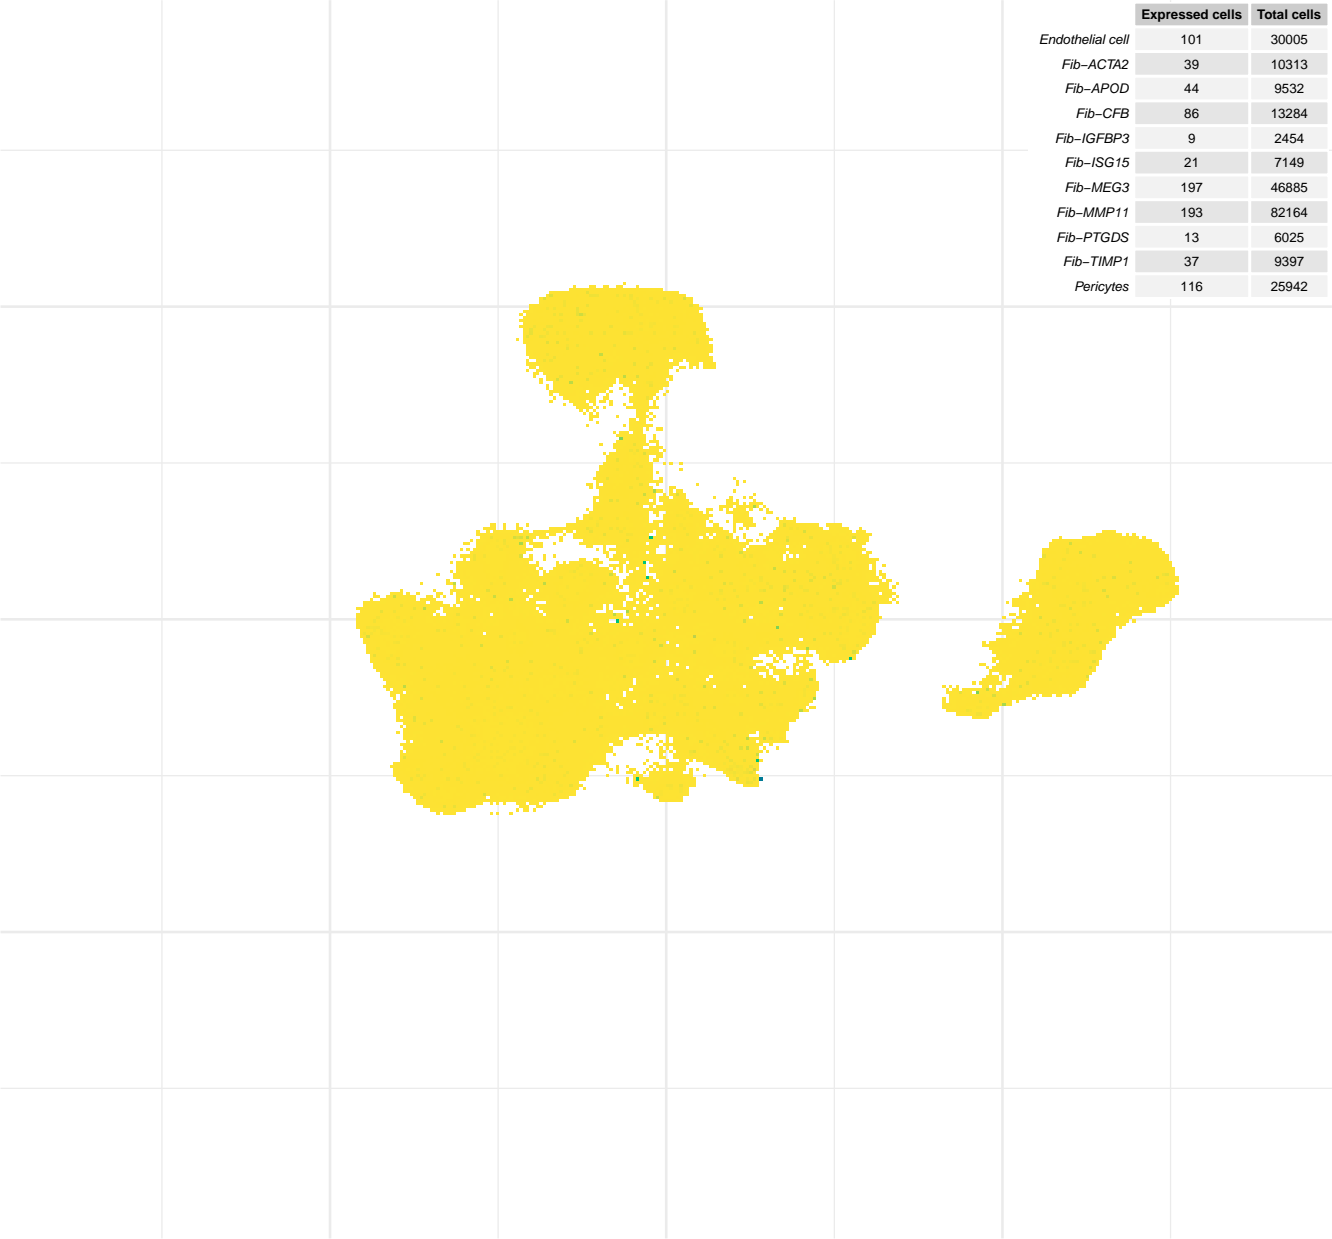 Expressed cells Total cells
Endothelial cell 101 30005
Fib−ACTA2 39 10313
Fib−APOD 44 9532
Fib−CFB 86 13284
Fib−IGFBP3 9 2454
Fib−ISG15 21 7149
Fib−MEG3 197 46885
Fib−MMP11 193 82164
Fib−PTGDS 13 6025
Fib−TIMP1 37 9397
Pericytes 116 25942